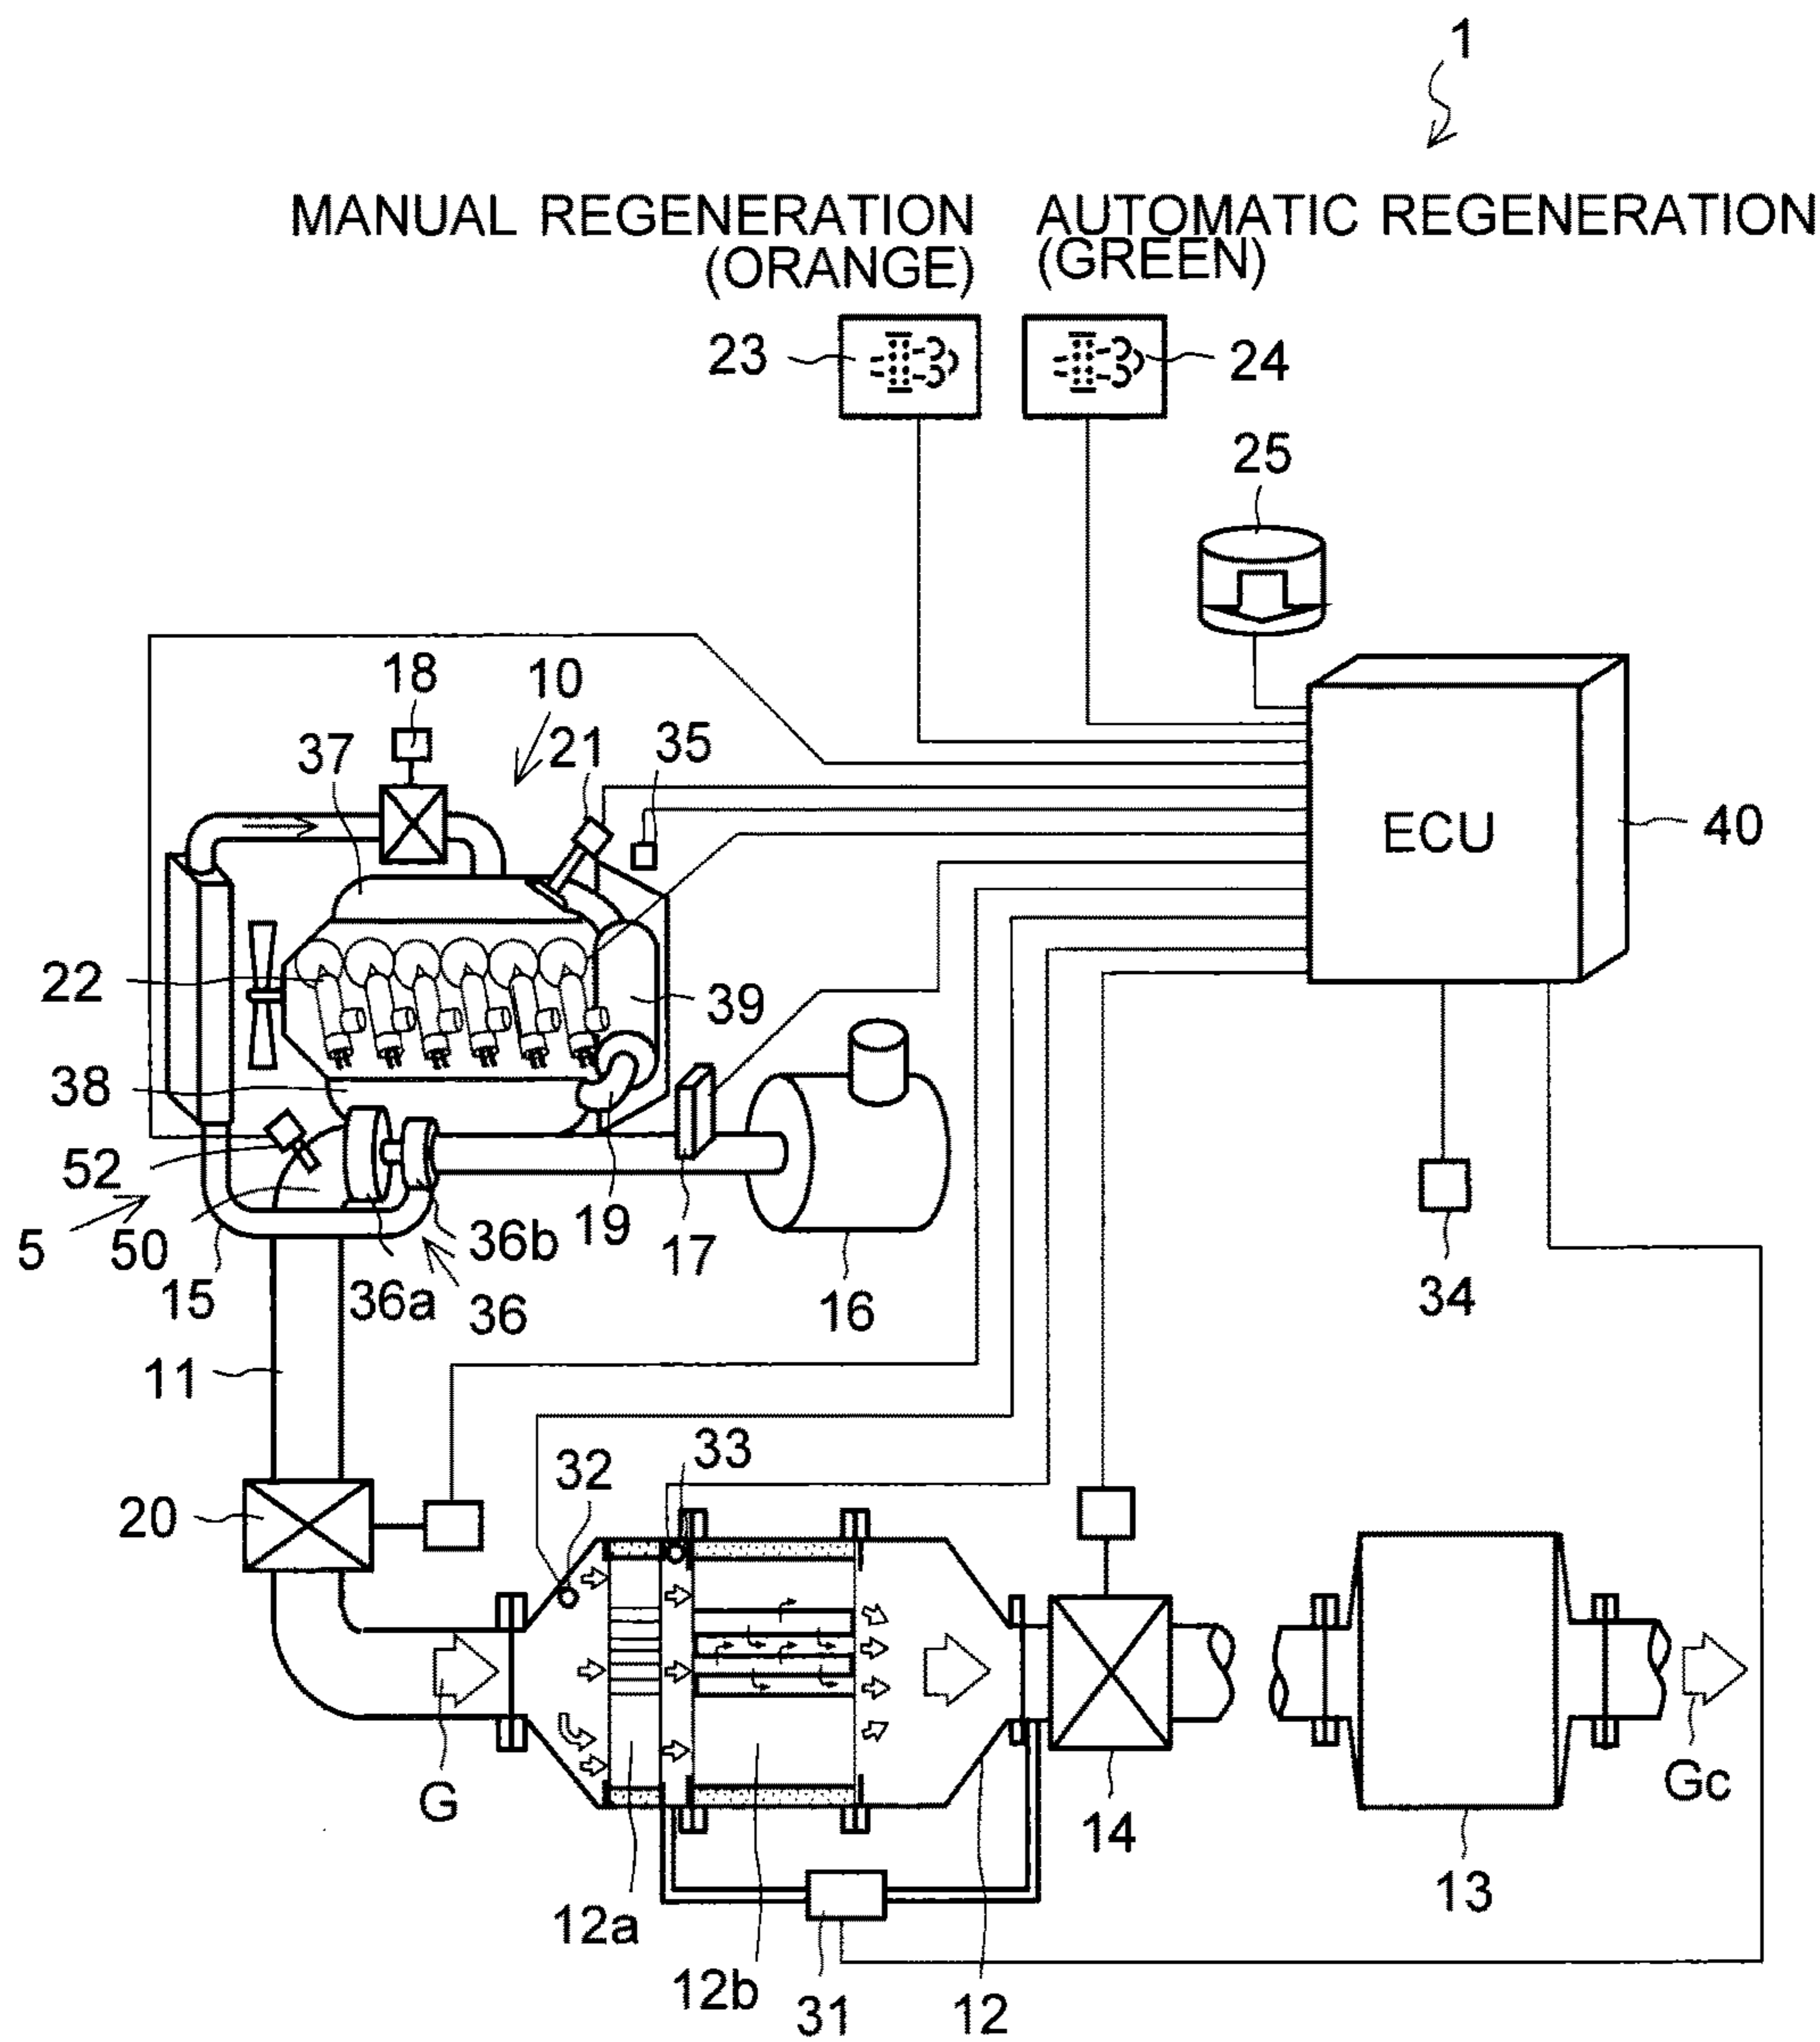 1
MANUAL REGENERATION
(ORANGE)
AUTOMATIC REGENERATION
(GREEN)
23
24
25
18
10
21
35
37
ECU
40
22
39
38
52
5
50
15
36a
36b
36
19
17
16
34
11
20
32
33
G
12a
12b
31
12
14
13
Gc